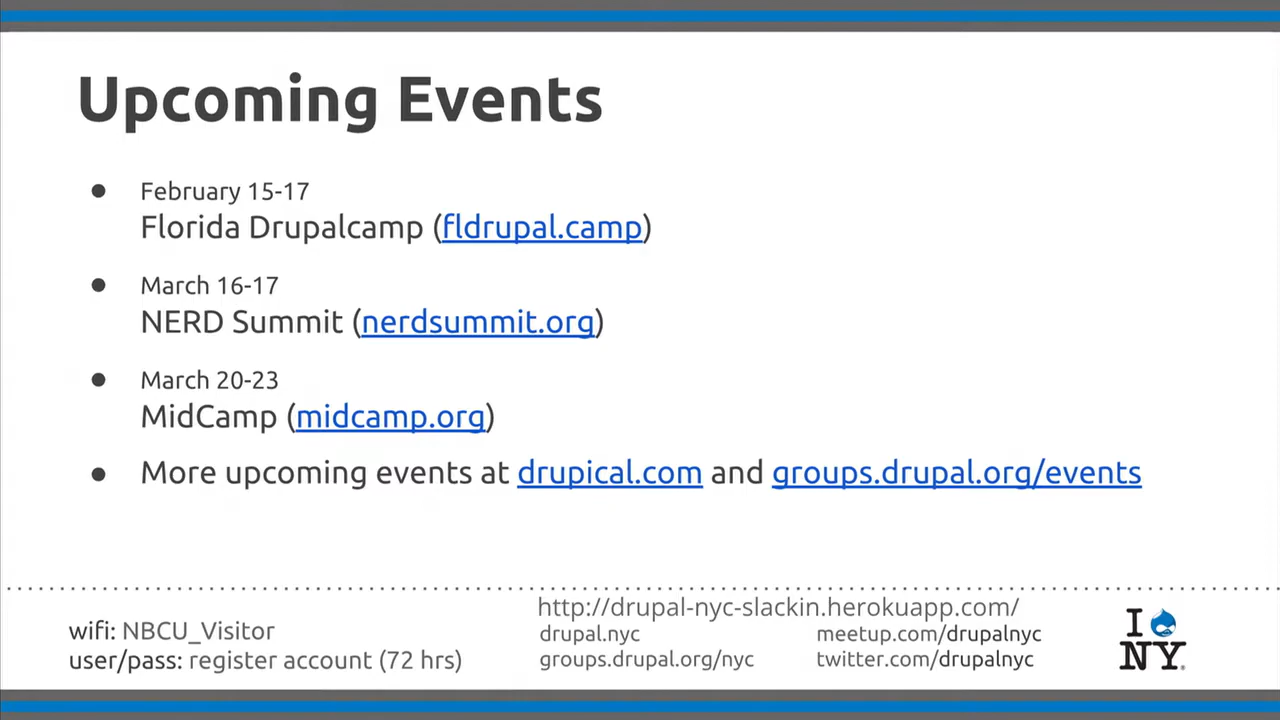 Upcoming Events
● February 15-17
Florida Drupalcamp (fldrupal.camp)
● March 16-17
NERD Summit (nerdsummit.org)
● March 20-23
MidCamp (midcamp.org)
● More upcoming events at drupical.com and groups.drupal.org/events
wifi: NBCU_Visitor
user/pass: register account (72 hrs)
http://drupal-nyc-slackin.herokuapp.com/
drupal.nyc
groups.drupal.org/nyc
meetup.com/drupalnyc
twitter.com/drupalnyc
I
NY®